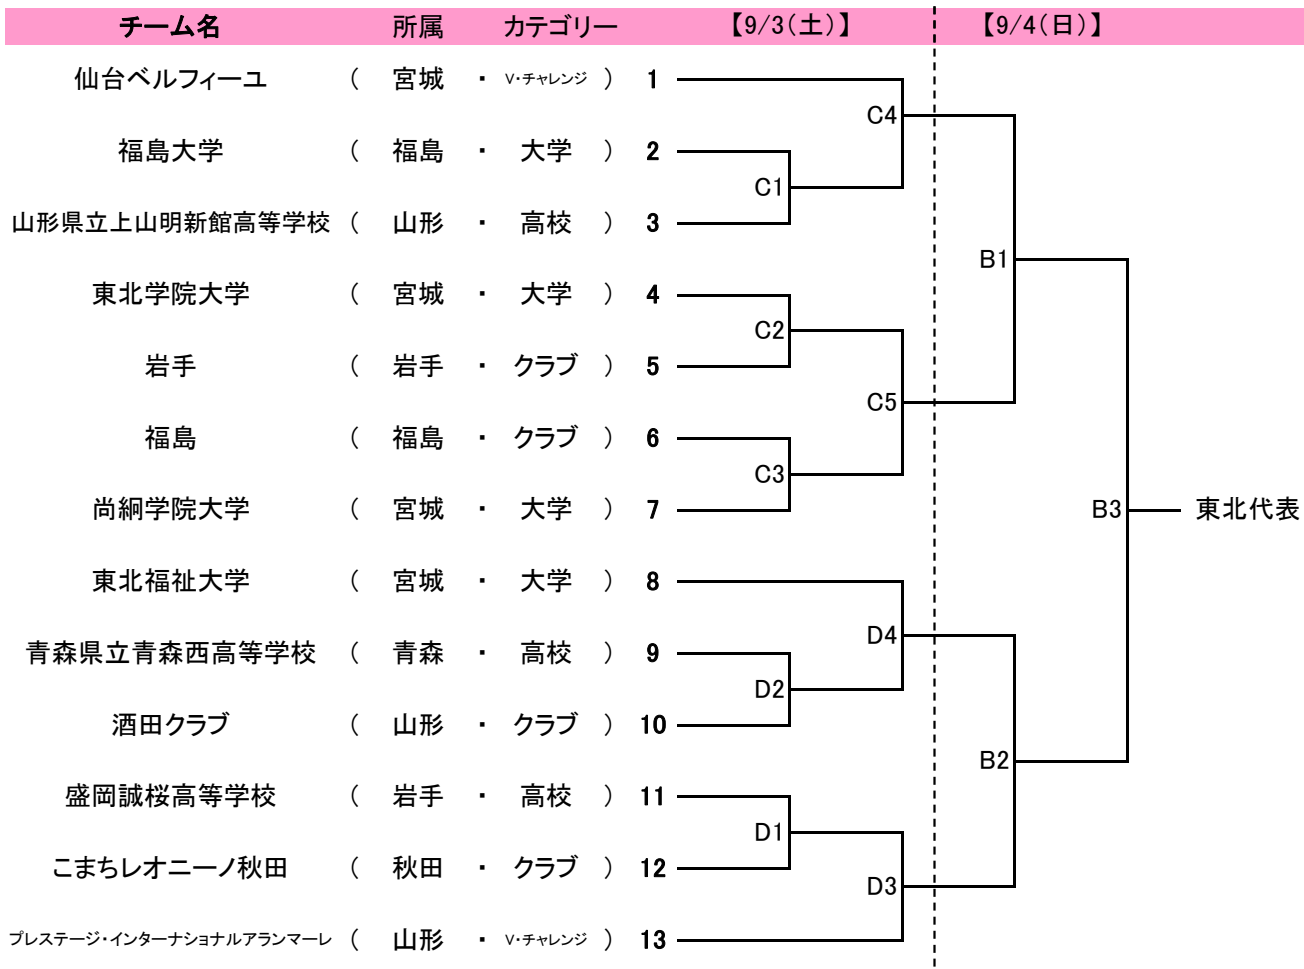 チーム名 所属 カテゴリー 【9/3(土)】 【9/4(日)】
仙台ベルフィーユ ( 宮城 ・ V・チャレンジ ) 1
C4
福島大学 ( 福島 ・ 大学 ) 2
C1
山形県立上山明新館高等学校 ( 山形 ・ 高校 ) 3
B1
東北学院大学 ( 宮城 ・ 大学 ) 4
C2
岩手 ( 岩手 ・ クラブ ) 5
C5
福島 ( 福島 ・ クラブ ) 6
C3
尚絅学院大学 ( 宮城 ・ 大学 ) 7 B3 東北代表
東北福祉大学 ( 宮城 ・ 大学 ) 8
D4
青森県立青森西高等学校 ( 青森 ・ 高校 ) 9
D2
酒田クラブ ( 山形 ・ クラブ ) 10
B2
盛岡誠桜高等学校 ( 岩手 ・ 高校 ) 11
D1
こまちレオニーノ秋田 ( 秋田 ・ クラブ ) 12
D3
プレステージ・インターナショナルアランマーレ ( 山形 ・ V・チャレンジ ) 13